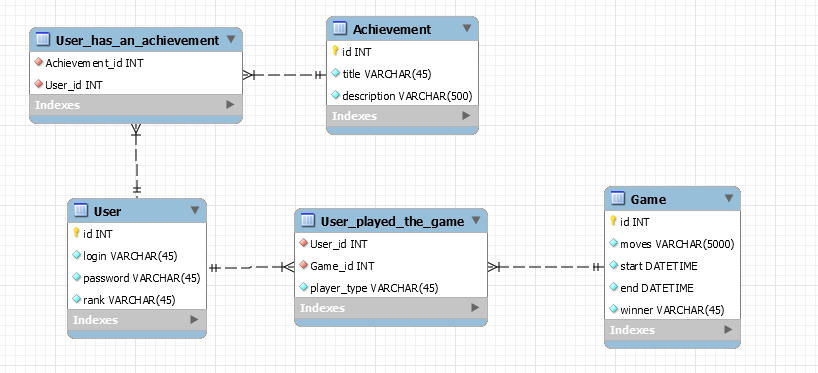 User_has_an_achievement
Achievement_id INT
User_id INT
Indexes
Achievement
id INT
title VARCHAR(45)
description VARCHAR(500)
Indexes
User
id INT
login VARCHAR(45)
password VARCHAR(45)
rank VARCHAR(45)
Indexes
User_played_the_game
User_id INT
Game_id INT
player_type VARCHAR(45)
Indexes
Game
id INT
moves VARCHAR(5000)
start DATETIME
end DATETIME
winner VARCHAR(45)
Indexes